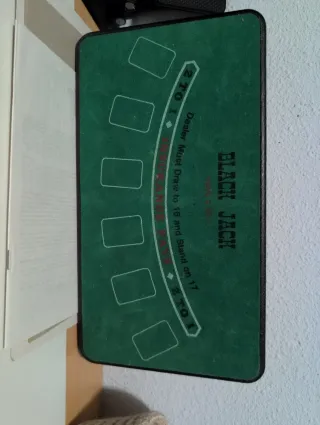 BLACK JACK
Dealer Must Draw to 16 and Stand on 17
2 TO 1
2 TO 1